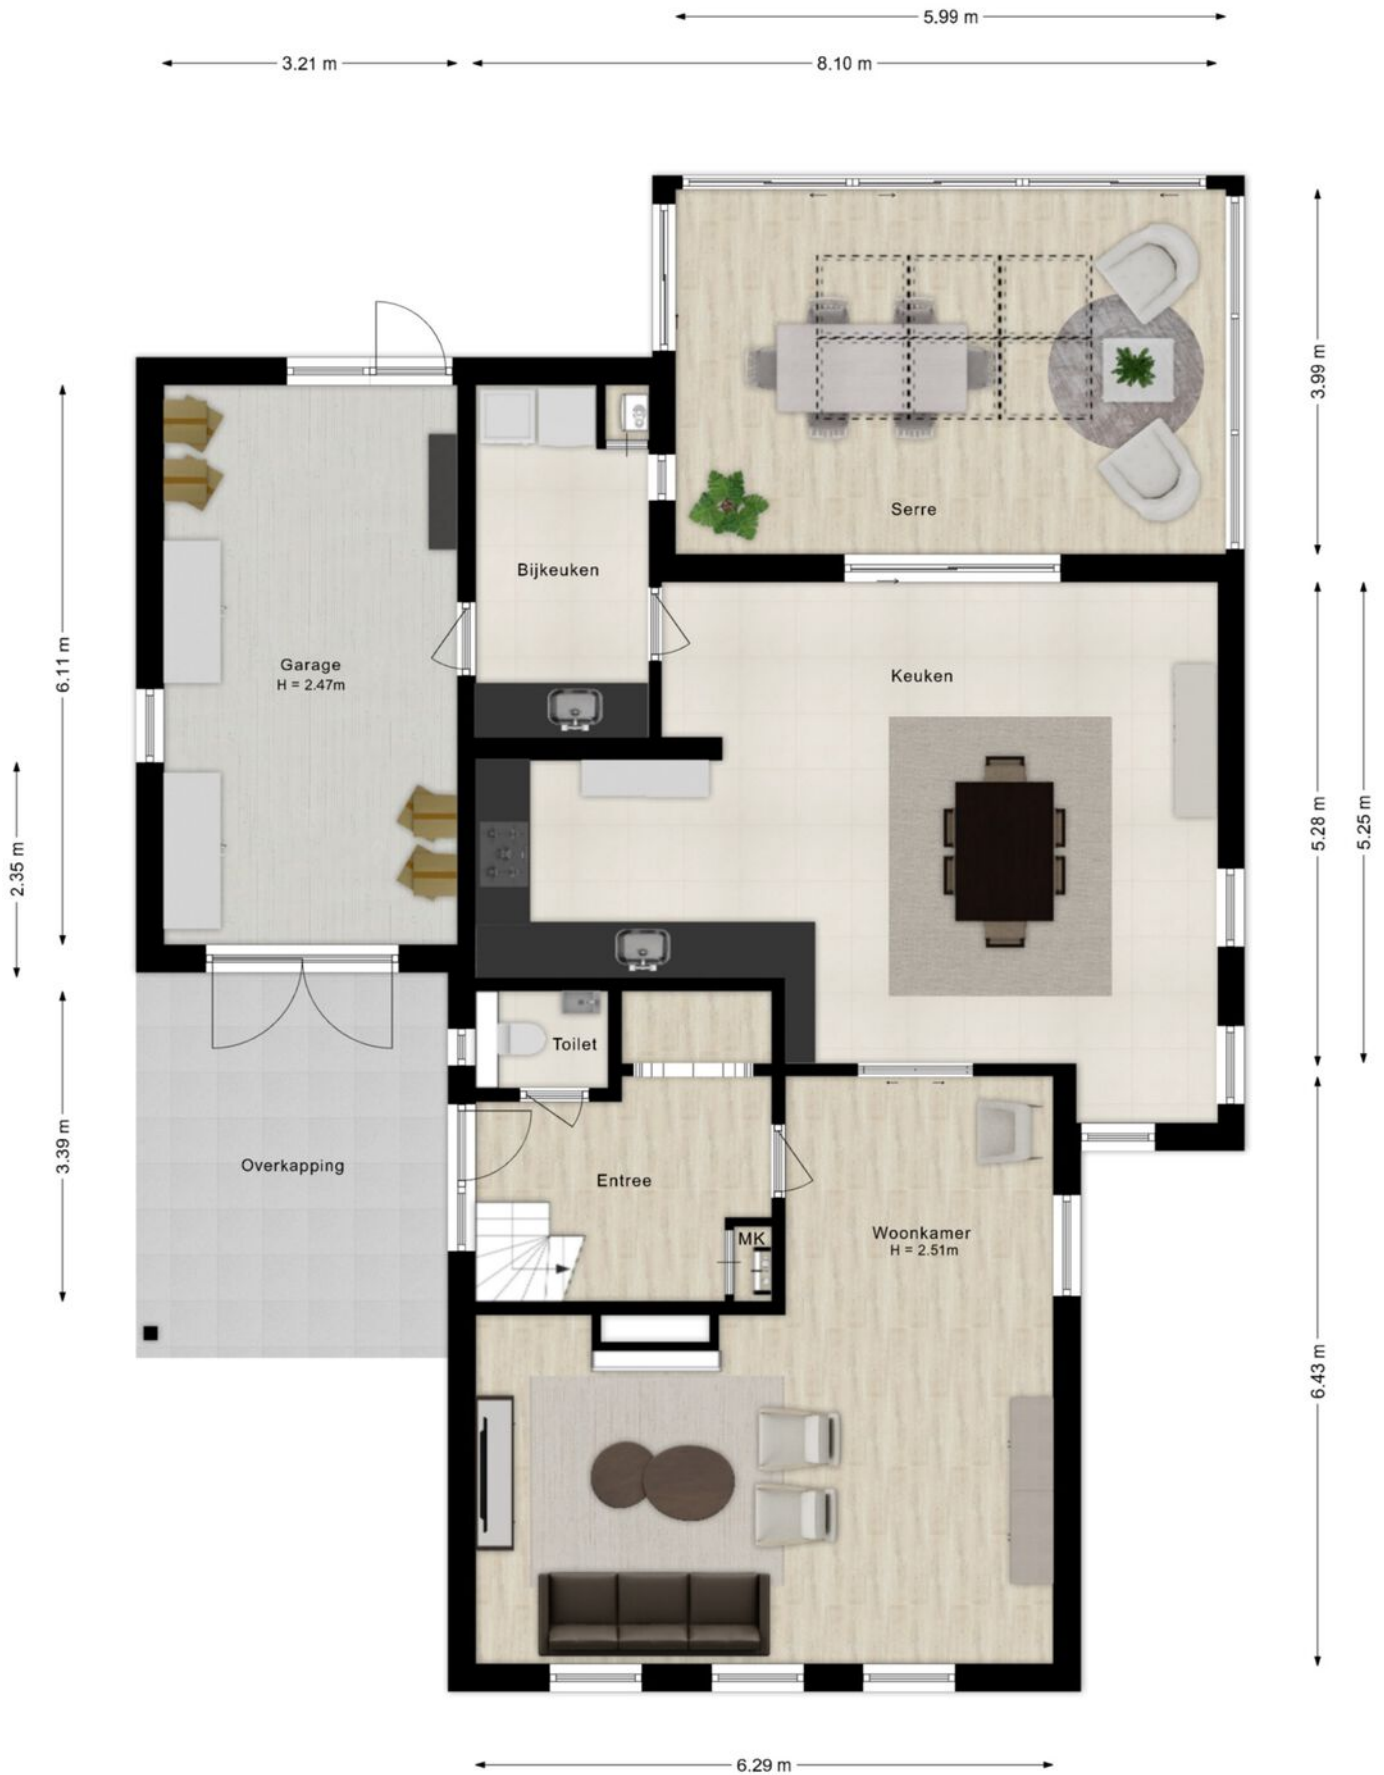 5.99 m
3.21 m
8.10 m
3.99 m
Serre
Bijkeuken
6.11 m
Garage
H = 2.47m
Keuken
2.35 m
5.28 m
5.25 m
Toilet
3.39 m
Overkapping
Entree
MK
Woonkamer
H = 2.51m
6.43 m
6.29 m